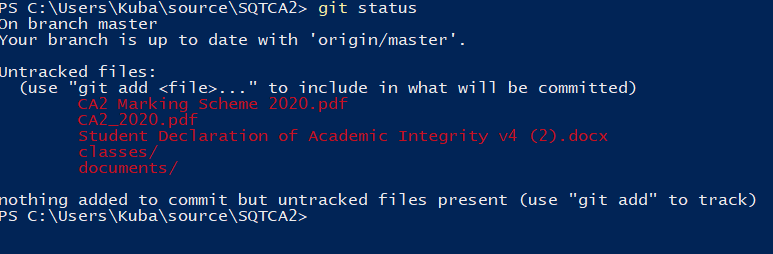 PS C:\Users\Kuba\source\SQTCA2> git status
On branch master
Your branch is up to date with 'origin/master'.
Untracked files:
(use "git add <file>..." to include in what will be committed)
CA2 Marking Scheme 2020.pdf
CA2_2020.pdf
Student Declaration of Academic Integrity v4 (2).docx
classes/
documents/
nothing added to commit but untracked files present (use "git add" to track)
PS C:\Users\Kuba\source\SQTCA2>